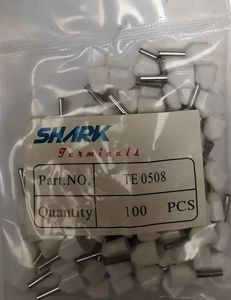 SHARK
Terminals
Part.NO. TE 0508
Quantity 100 PCS